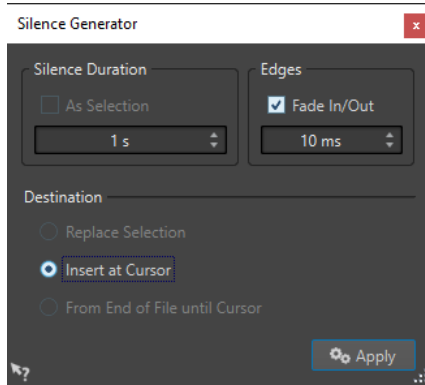 Silence Generator
x
Silence Duration
Edges
As Selection
Fade In/Out
1 s
10 ms
Destination
Replace Selection
Insert at Cursor
From End of File until Cursor
Apply
?